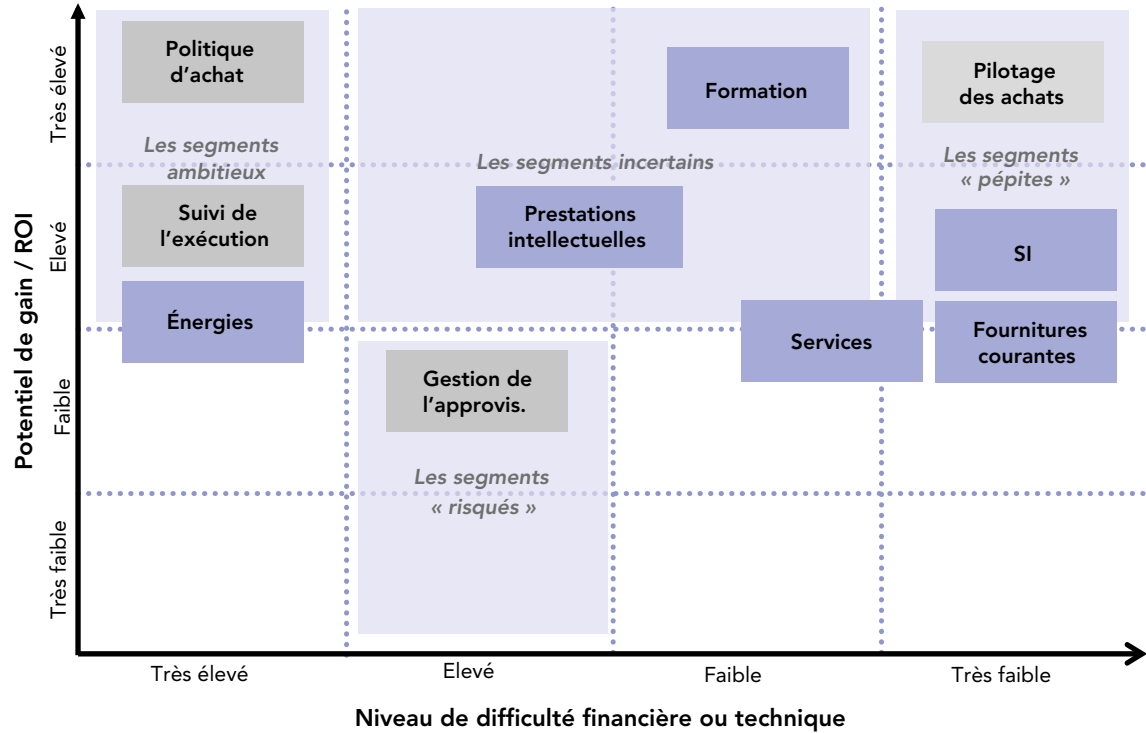 Potentiel de gain / ROI
Très élevé
Elevé
Faible
Très faible
Politique
d’achat
Formation
Pilotage
des achats
Les segments
ambitieux
Les segments incertains
Les segments
« pépites »
Suivi de
l’exécution
Prestations
intellectuelles
SI
Énergies
Services
Fournitures
courantes
Gestion de
l’approvis.
Les segments
« risqués »
Très élevé
Elevé
Faible
Très faible
Niveau de difficulté financière ou technique